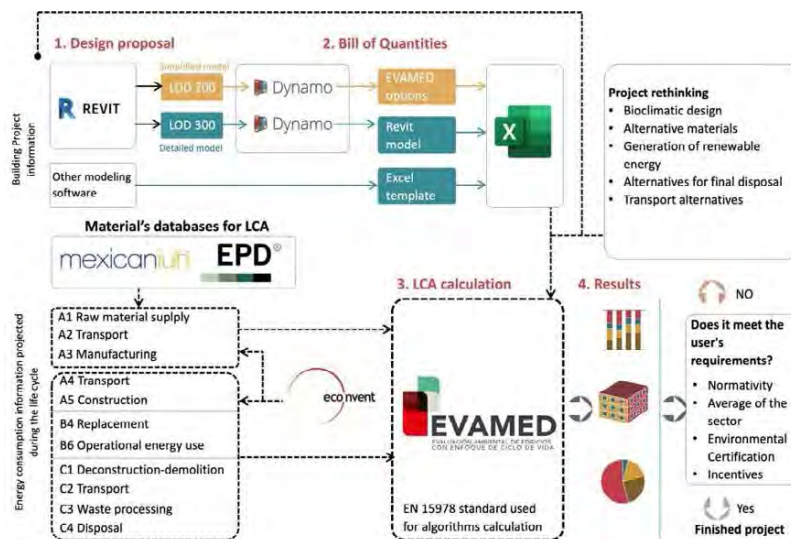 1. Design proposal
2. Bill of Quantities
Simplified model
R REVIT
LOD 200
Dynamo
EVAMED
options
LOD 300
Dynamo
Revit
model
Detailed model
X
Other modeling
software
Excel
template
Building Project
information
Project rethinking
• Bioclimatic design
• Alternative materials
• Generation of renewable
energy
• Alternatives for final disposal
• Transport alternatives
Material's databases for LCA
mexicaniuh
EPD®
3. LCA calculation
4. Results
A1 Raw material suplply
A2 Transport
A3 Manufacturing
A4 Transport
A5 Construction
B4 Replacement
B6 Operational energy use
C1 Deconstruction-demolition
C2 Transport
C3 Waste processing
C4 Disposal
Energy consumption information projected
during the life cycle
ecoinvent
EVAMED
EVALUACIÓN AMBIENTAL DE EDIFICIOS
CON ENFOQUE DE CICLO DE VIDA
EN 15978 standard used
for algorithms calculation
NO
Does it meet the
user's
requirements?
• Normativity
• Average of the
sector
• Environmental
Certification
• Incentives
Yes
Finished project